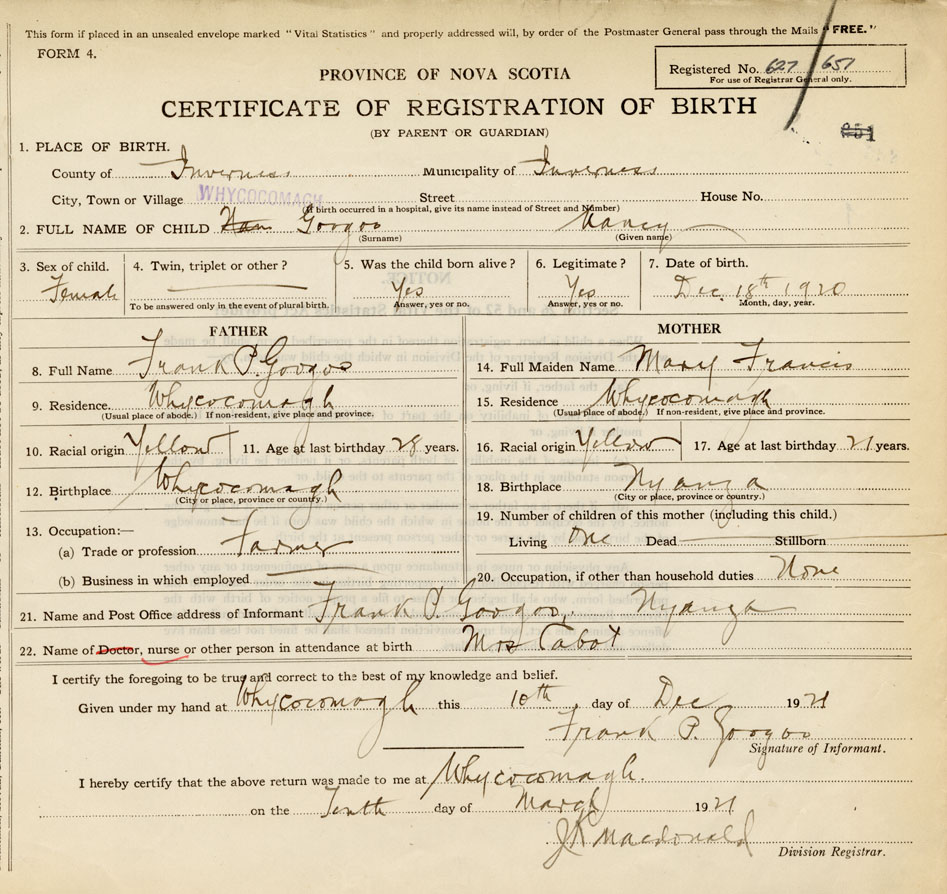 This form if placed in an unsealed envelope marked "Vital Statistics" and properly addressed will, by order of the Postmaster General pass through the Mails "FREE."
FORM 4.
Registered No. 627 / 651
For use of Registrar General only.
PROVINCE OF NOVA SCOTIA
CERTIFICATE OF REGISTRATION OF BIRTH
(BY PARENT OR GUARDIAN)
1. PLACE OF BIRTH.
County of Inverness Municipality of Inverness
City, Town or Village WHYCOCOMAGH Street House No.
(If birth occurred in a hospital, give its name instead of Street and Number)
2. FULL NAME OF CHILD Googoo Nancy
(Surname) (Given name)
3. Sex of child. 4. Twin, triplet or other? 5. Was the child born alive? 6. Legitimate? 7. Date of birth.
Female Yes Yes Dec. 18th 1920
To be answered only in the event of plural birth. Answer, yes or no. Answer, yes or no. Month, day, year.
FATHER MOTHER
8. Full Name Frank P. Googoo 14. Full Maiden Name Mary Francis
9. Residence. Whycocomagh 15. Residence Whycocomagh
(Usual place of abode.) If non-resident, give place and province. (Usual place of abode.) If non-resident, give place and province.
10. Racial origin Yellow 11. Age at last birthday 28 years. 16. Racial origin Yellow 17. Age at last birthday 21 years.
12. Birthplace Whycocomagh 18. Birthplace Nyanza
(City or place, province or country.) (City or place, province or country.)
13. Occupation:— 19. Number of children of this mother (including this child.)
(a) Trade or profession Farmer Living One Dead Stillborn
(b) Business in which employed 20. Occupation, if other than household duties None
21. Name and Post Office address of Informant Frank P. Googoo, Nyanza
22. Name of Doctor, nurse or other person in attendance at birth Mrs Cabot
I certify the foregoing to be true and correct to the best of my knowledge and belief.
Given under my hand at Whycocomagh this 10th day of Dec 1921
Frank P. Googoo
Signature of Informant.
I hereby certify that the above return was made to me at Whycocomagh.
on the Tenth day of March 1921
J K Macdonald
Division Registrar.